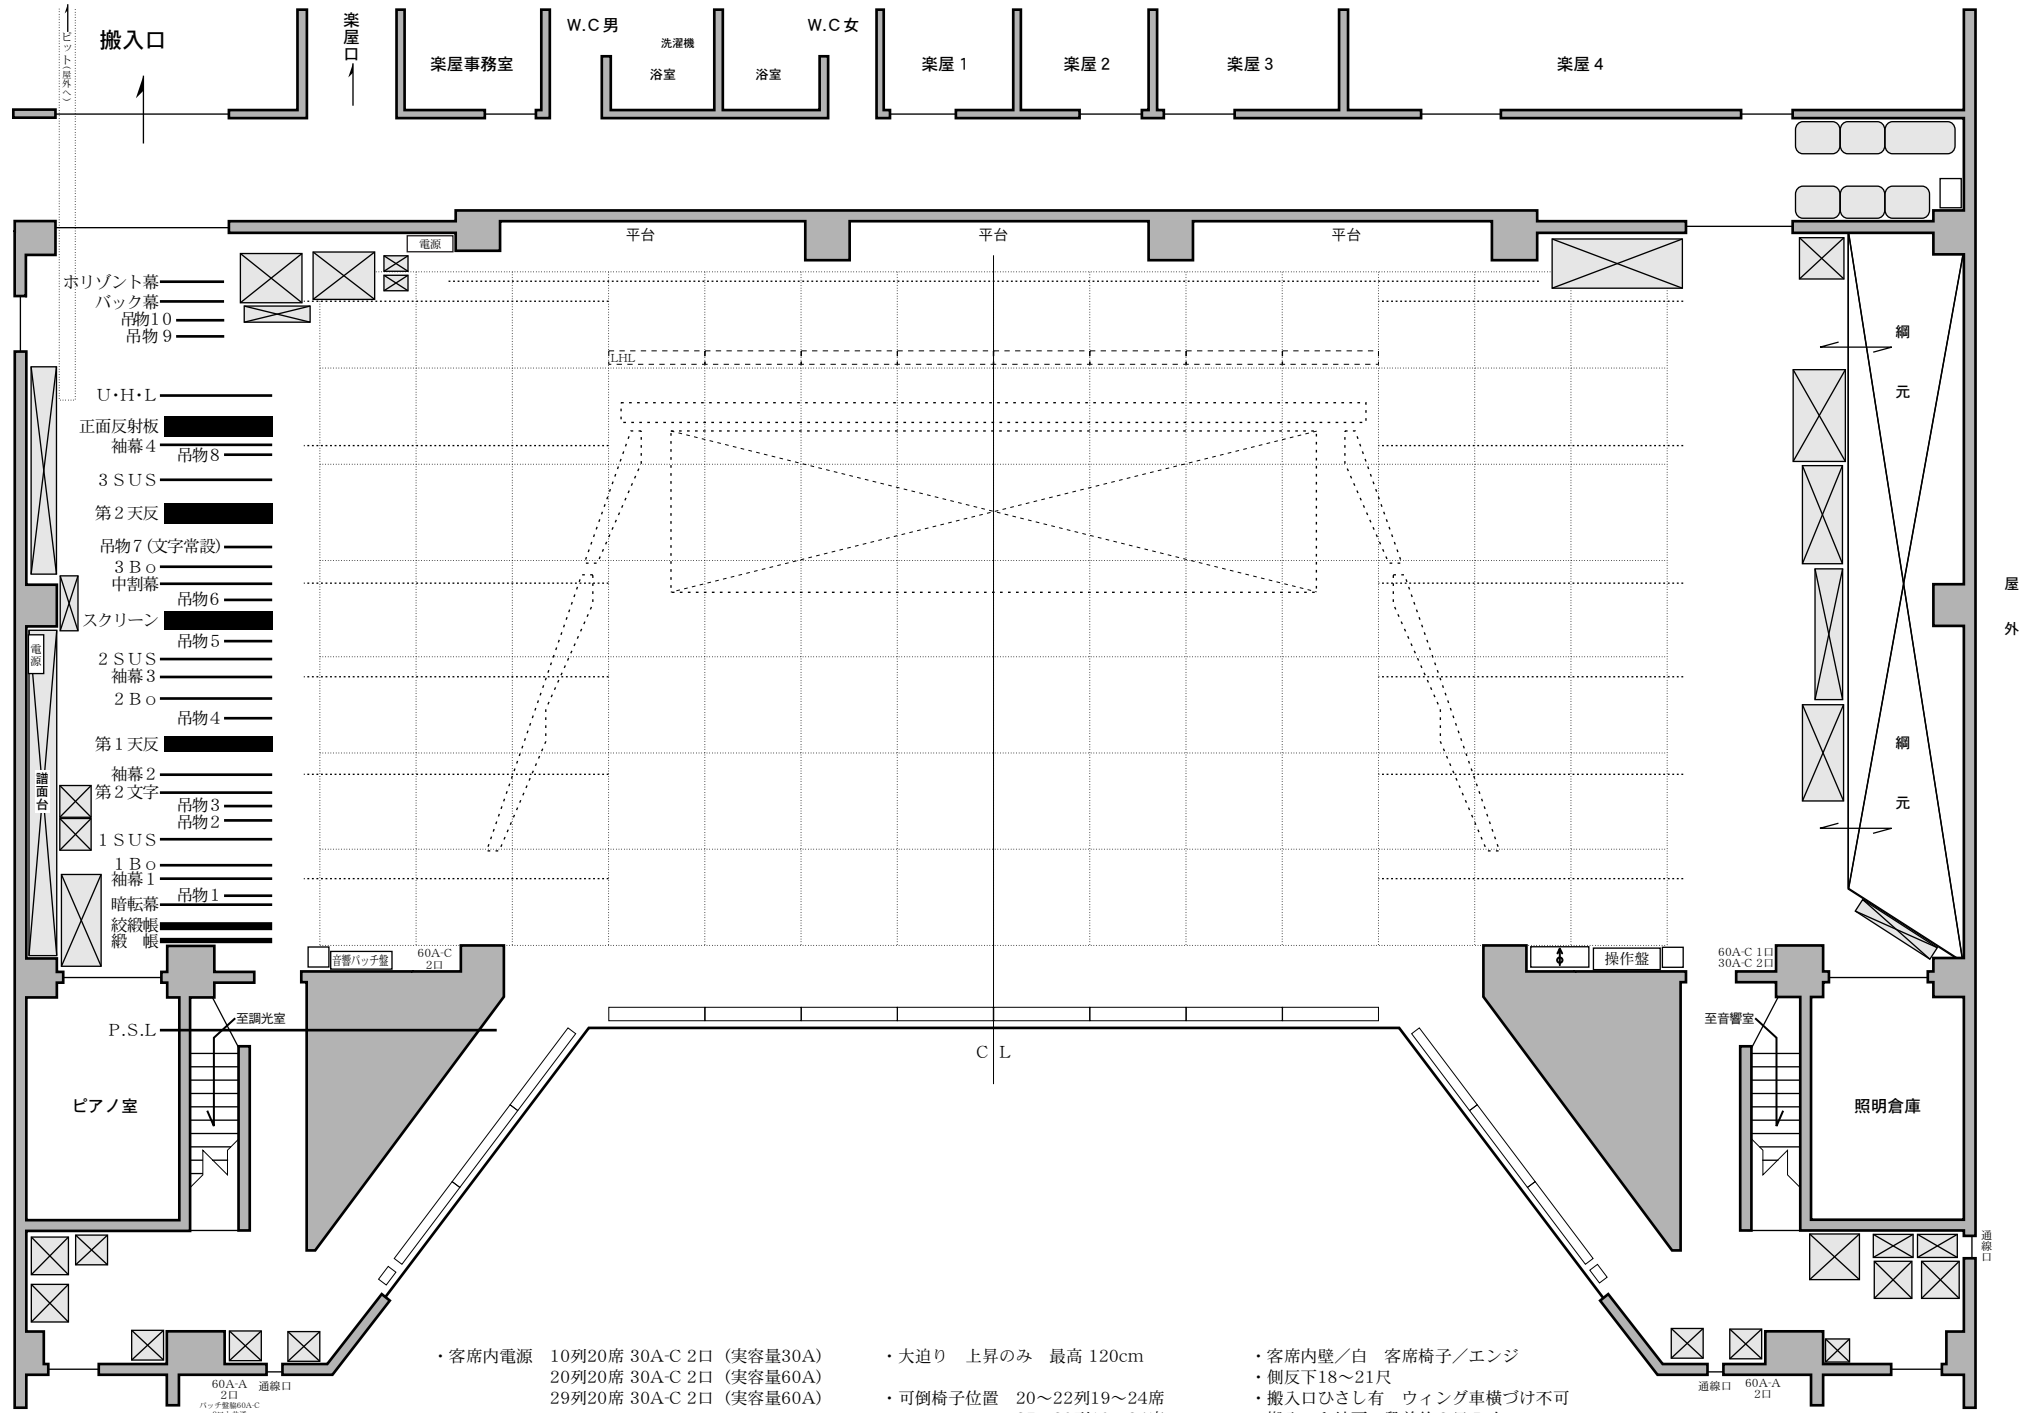 ピット(屋外へ)
搬入口
楽屋口
楽屋事務室
W.C男
洗濯機
浴室
浴室
W.C女
楽屋1
楽屋2
楽屋3
楽屋4
電源
平台
平台
平台
ホリゾント幕
バック幕
吊物10
吊物9
LHL
U・H・L
正面反射板
袖幕4
吊物8
3SUS
第2天反
吊物7(文字常設)
3Bo
中割幕
吊物6
スクリーン
吊物5
電源
2SUS
袖幕3
2Bo
吊物4
第1天反
譜面台
袖幕2
第2文字
吊物3
吊物2
1SUS
1Bo
袖幕1
吊物1
暗転幕
絞緞帳
緞帳
綱元
綱元
屋外
音響パッチ盤
60A-C
2口
操作盤
60A-C 1口
30A-C 2口
P.S.L
至調光室
至音響室
CL
ピアノ室
照明倉庫
通線口
60A-A
2口
パッチ盤脇60A-C
通線口
通線口
60A-A
2口
・客席内電源 10列20席 30A-C 2口(実容量30A)
20列20席 30A-C 2口(実容量60A)
29列20席 30A-C 2口(実容量60A)
・大迫り 上昇のみ 最高 120cm
・可倒椅子位置 20〜22列19〜24席
・客席内壁/白 客席椅子/エンジ
・側反下18〜21尺
・搬入口ひさし有 ウィング車横づけ不可